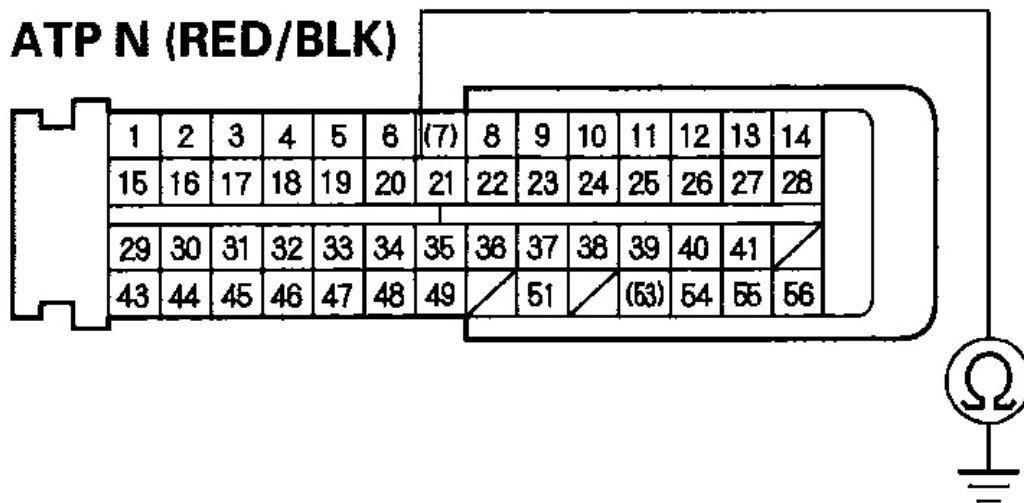 ATP N (RED/BLK)
1 2 3 4 5 6 (7) 8 9 10 11 12 13 14
15 16 17 18 19 20 21 22 23 24 25 26 27 28
29 30 31 32 33 34 35 36 37 38 39 40 41
43 44 45 46 47 48 49 51 (53) 54 55 56
Ω